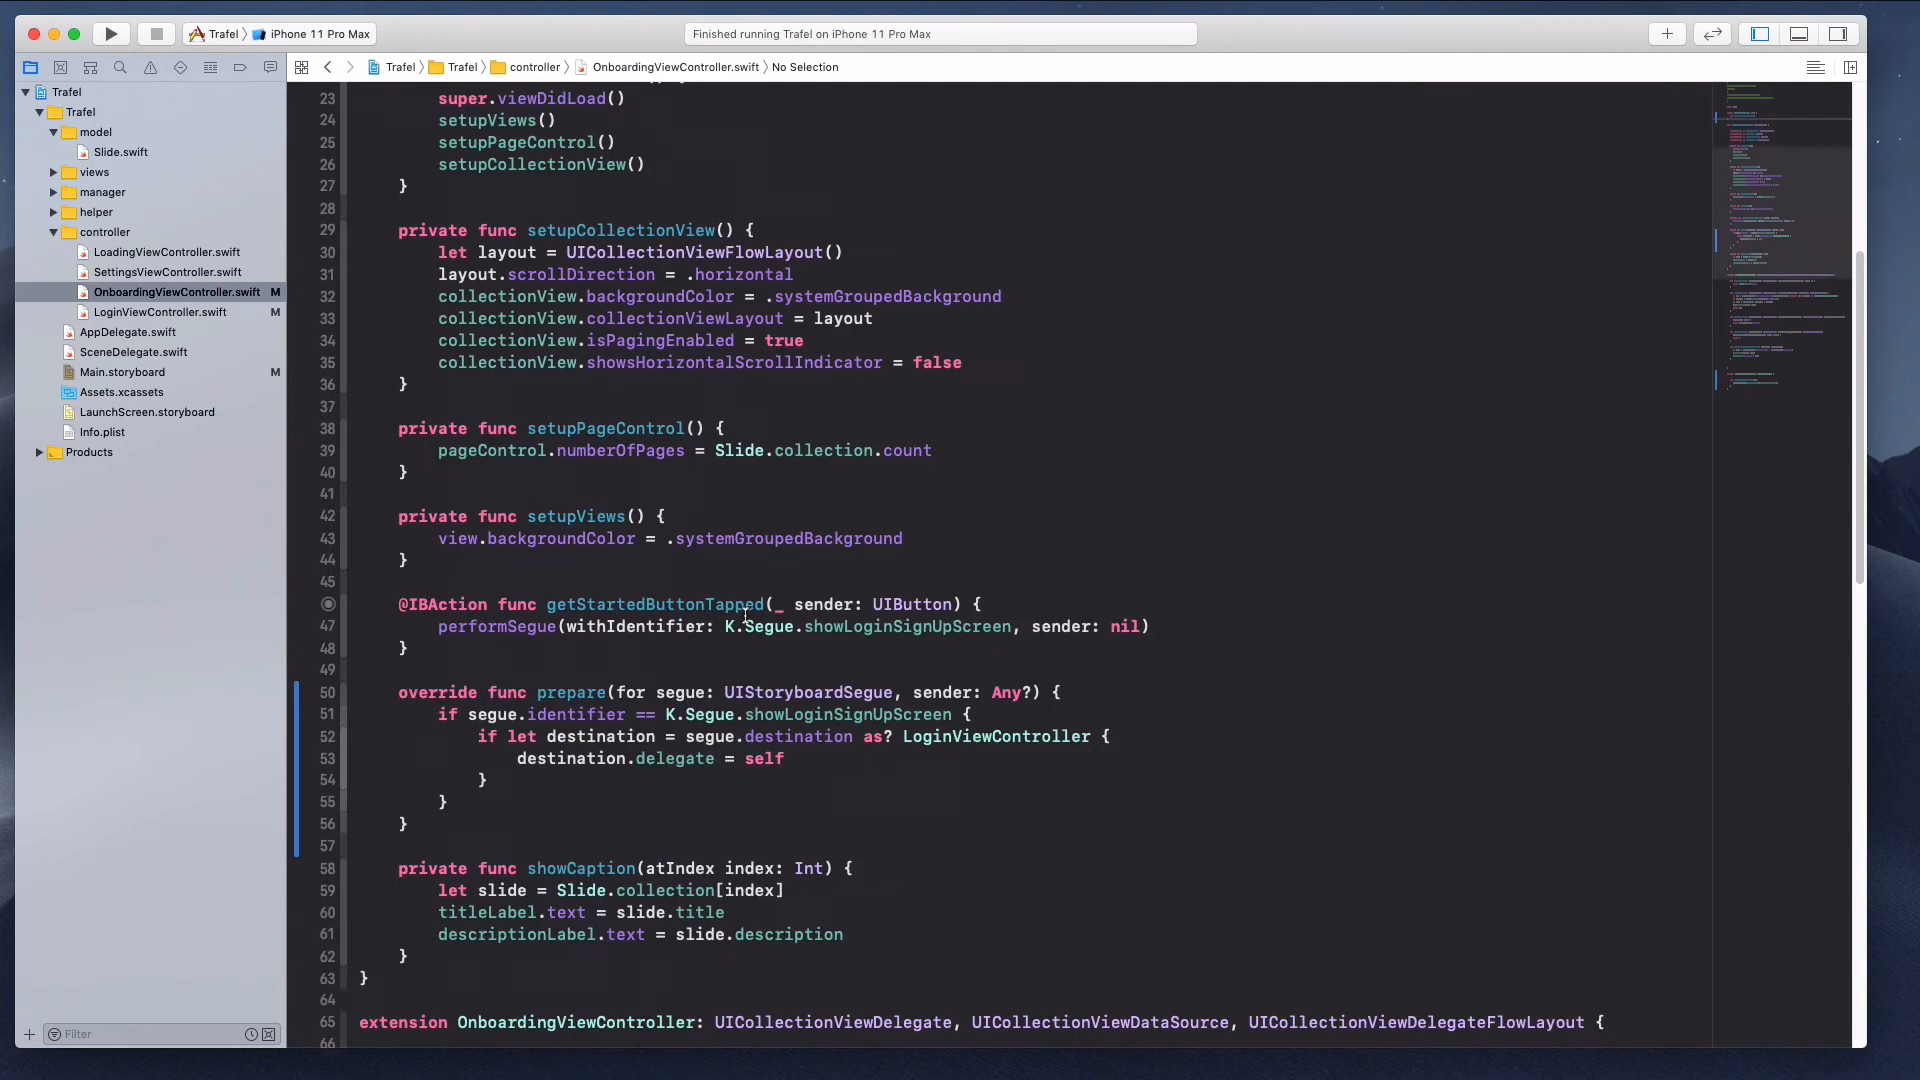 Trafel
iPhone 11 Pro Max
Finished running Trafel on iPhone 11 Pro Max
Trafel
Trafel
controller
OnboardingViewController.swift
No Selection
Trafel
Trafel
model
Slide.swift
views
manager
helper
controller
LoadingViewController.swift
SettingsViewController.swift
OnboardingViewController.swift M
LoginViewController.swift M
AppDelegate.swift
SceneDelegate.swift
Main.storyboard M
Assets.xcassets
LaunchScreen.storyboard
Info.plist
Products
Filter
23 super.viewDidLoad()
24 setupViews()
25 setupPageControl()
26 setupCollectionView()
27 }
28
29 private func setupCollectionView() {
30 let layout = UICollectionViewFlowLayout()
31 layout.scrollDirection = .horizontal
32 collectionView.backgroundColor = .systemGroupedBackground
33 collectionView.collectionViewLayout = layout
34 collectionView.isPagingEnabled = true
35 collectionView.showsHorizontalScrollIndicator = false
36 }
37
38 private func setupPageControl() {
39 pageControl.numberOfPages = Slide.collection.count
40 }
41
42 private func setupViews() {
43 view.backgroundColor = .systemGroupedBackground
44 }
45
@IBAction func getStartedButtonTapped(_ sender: UIButton) {
47 performSegue(withIdentifier: K.Segue.showLoginSignUpScreen, sender: nil)
48 }
49
50 override func prepare(for segue: UIStoryboardSegue, sender: Any?) {
51 if segue.identifier == K.Segue.showLoginSignUpScreen {
52 if let destination = segue.destination as? LoginViewController {
53 destination.delegate = self
54 }
55 }
56 }
57
58 private func showCaption(atIndex index: Int) {
59 let slide = Slide.collection[index]
60 titleLabel.text = slide.title
61 descriptionLabel.text = slide.description
62 }
63 }
64
65 extension OnboardingViewController: UICollectionViewDelegate, UICollectionViewDataSource, UICollectionViewDelegateFlowLayout {
66